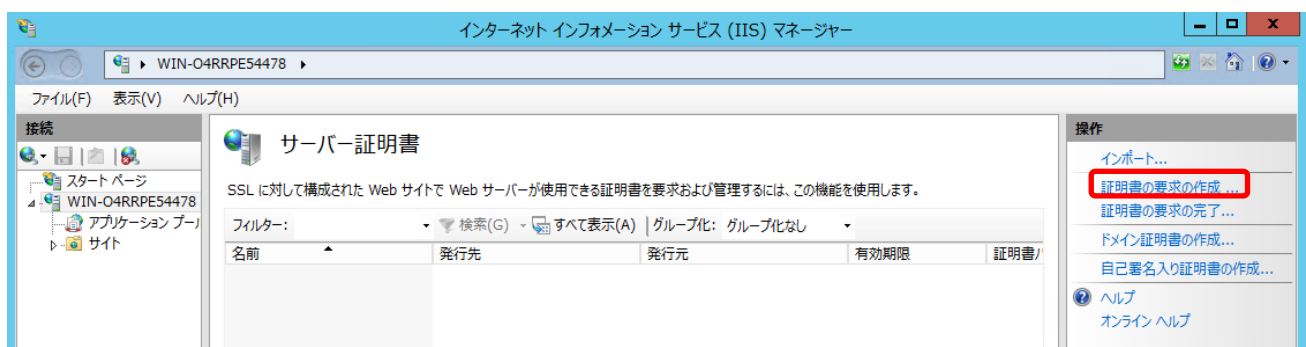 インターネット インフォメーション サービス (IIS) マネージャー
WIN-O4RRPE54478
ファイル(F) 表示(V) ヘルプ(H)
接続
スタート ページ
WIN-O4RRPE54478
アプリケーション プール
サイト
サーバー証明書
SSL に対して構成された Web サイトで Web サーバーが使用できる証明書を要求および管理するには、この機能を使用します。
フィルター: 検索(G) すべて表示(A) グループ化: グループ化なし
名前 発行先 発行元 有効期限 証明書ハ
操作
インポート...
証明書の要求の作成 ...
証明書の要求の完了...
ドメイン証明書の作成...
自己署名入り証明書の作成...
ヘルプ
オンライン ヘルプ